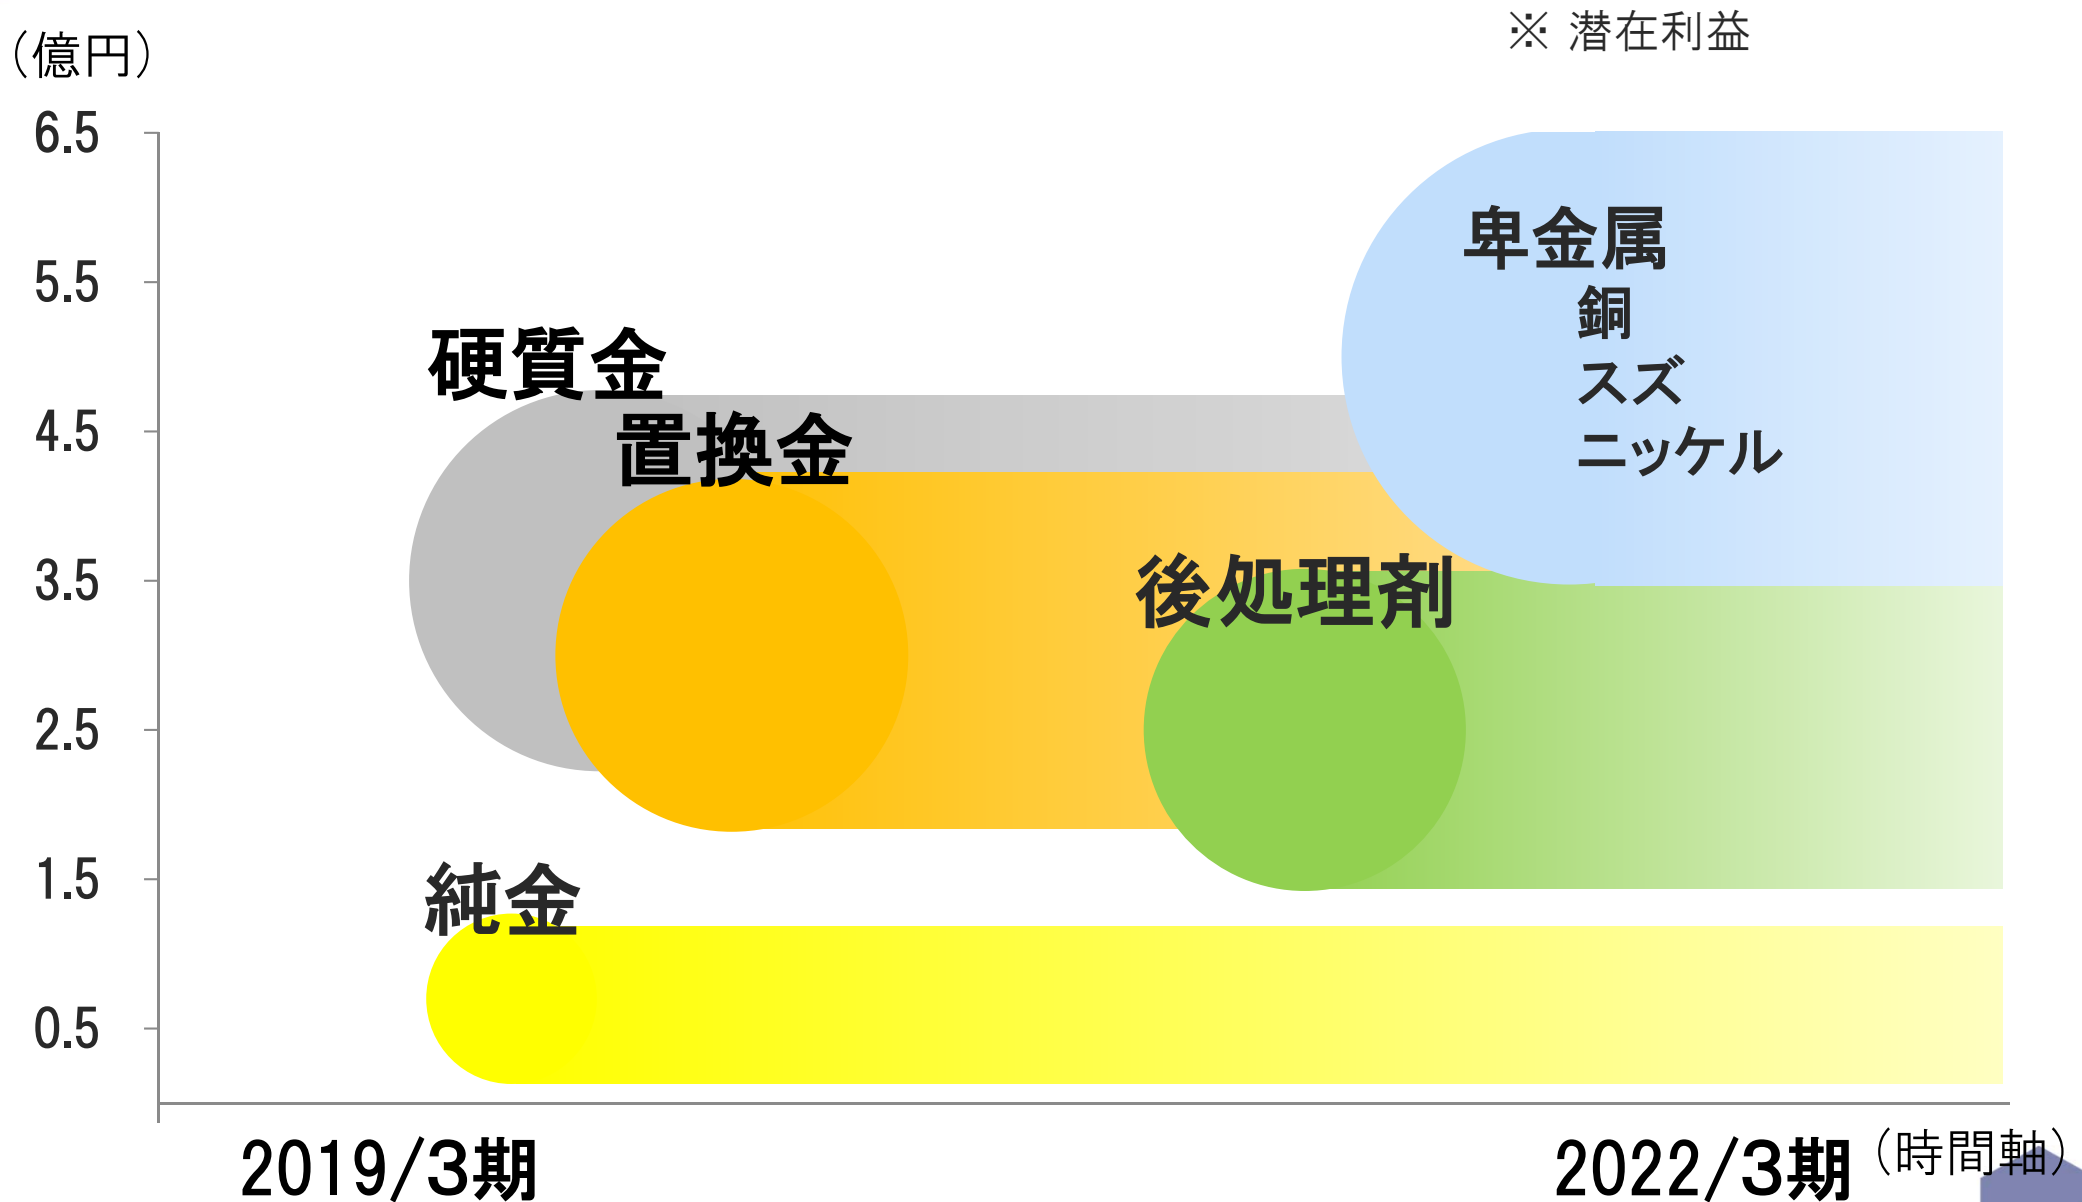 ※ 潜在利益
（億円）
6.5
5.5
4.5
3.5
2.5
1.5
0.5
卑金属
銅
スズ
ニッケル
硬質金
置換金
後処理剤
純金
2019/3期
2022/3期
（時間軸）